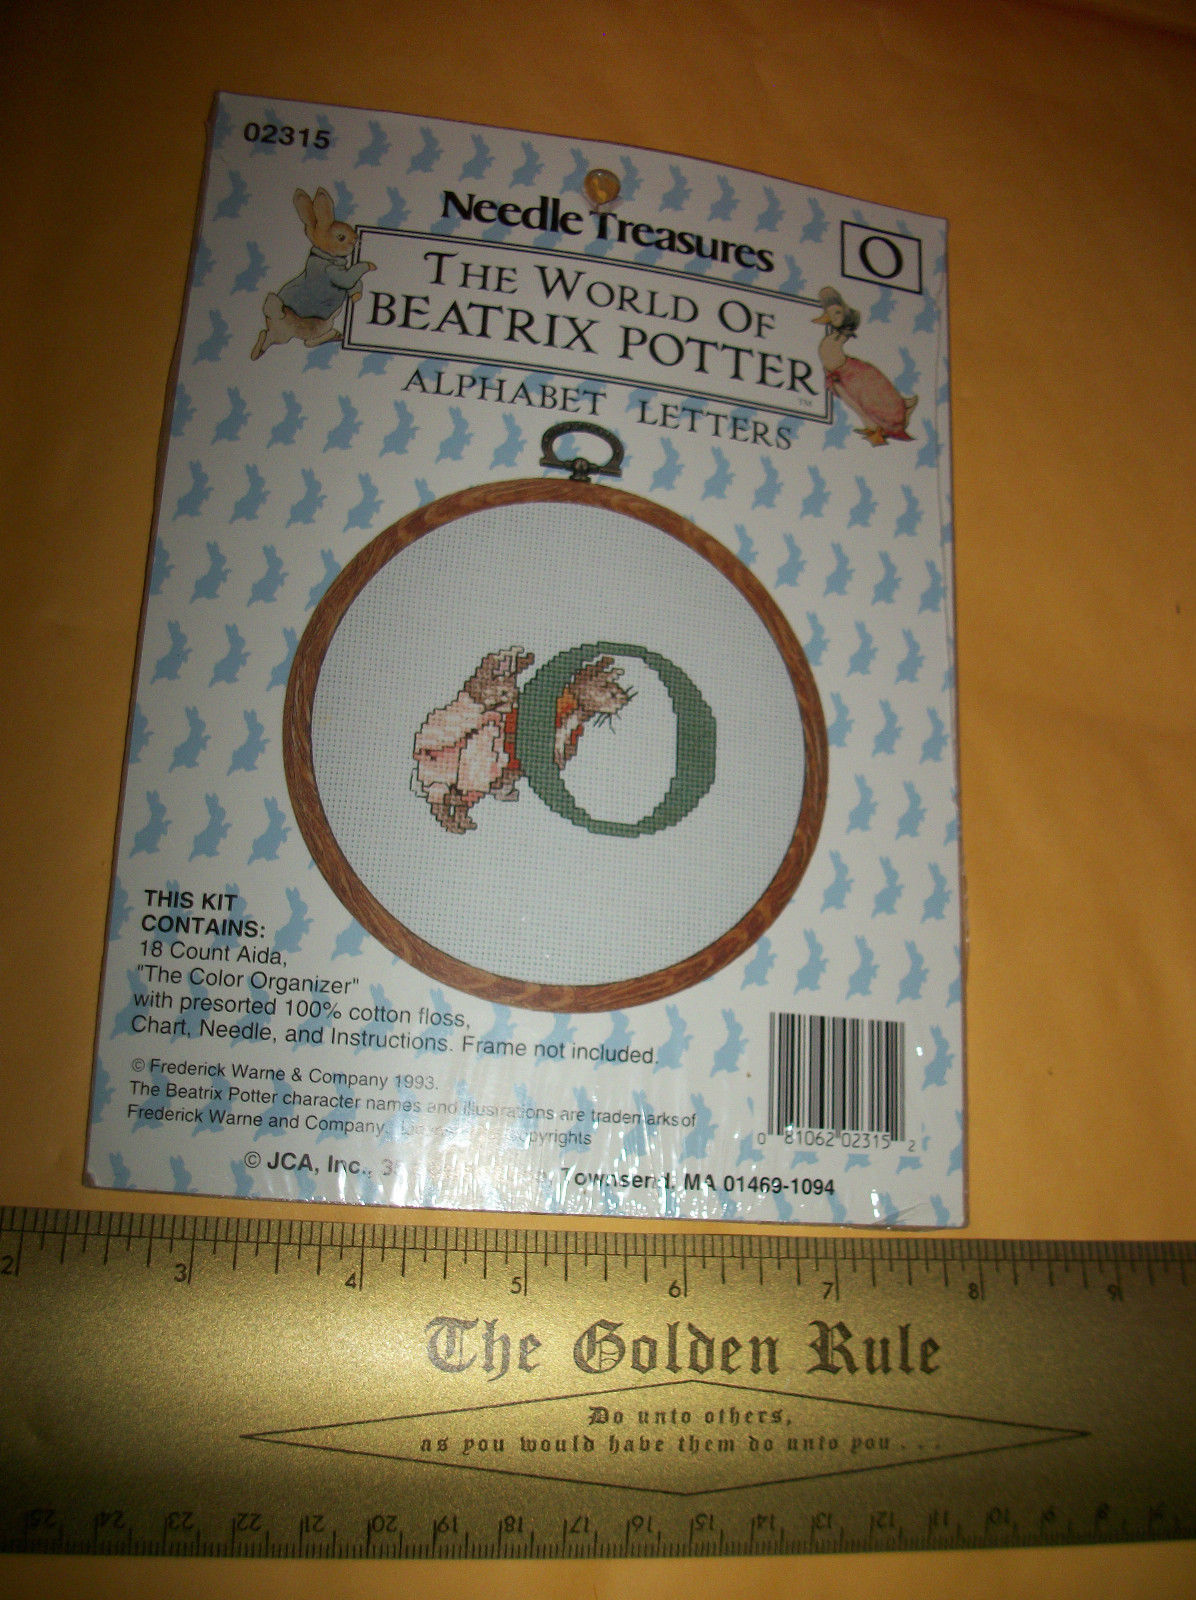 02315
Needle Treasures
O
THE WORLD OF
BEATRIX POTTER
™
ALPHABET LETTERS
THIS KIT
CONTAINS:
18 Count Aida,
"The Color Organizer"
with presorted 100% cotton floss,
Chart, Needle, and Instructions. Frame not included.
© Frederick Warne & Company 1993.
The Beatrix Potter character names and illustrations are trademarks of
Frederick Warne and Company. copyrights
© JCA, Inc., Townsend, MA 01469-1094
0 81062 02315 2
2 3 4 5 6 7 8 9
The Golden Rule
Do unto others,
as you would have them do unto you . . .
25 24 23 22 21 20 19 18 17 16 15 14 13 12 11 10 9 8